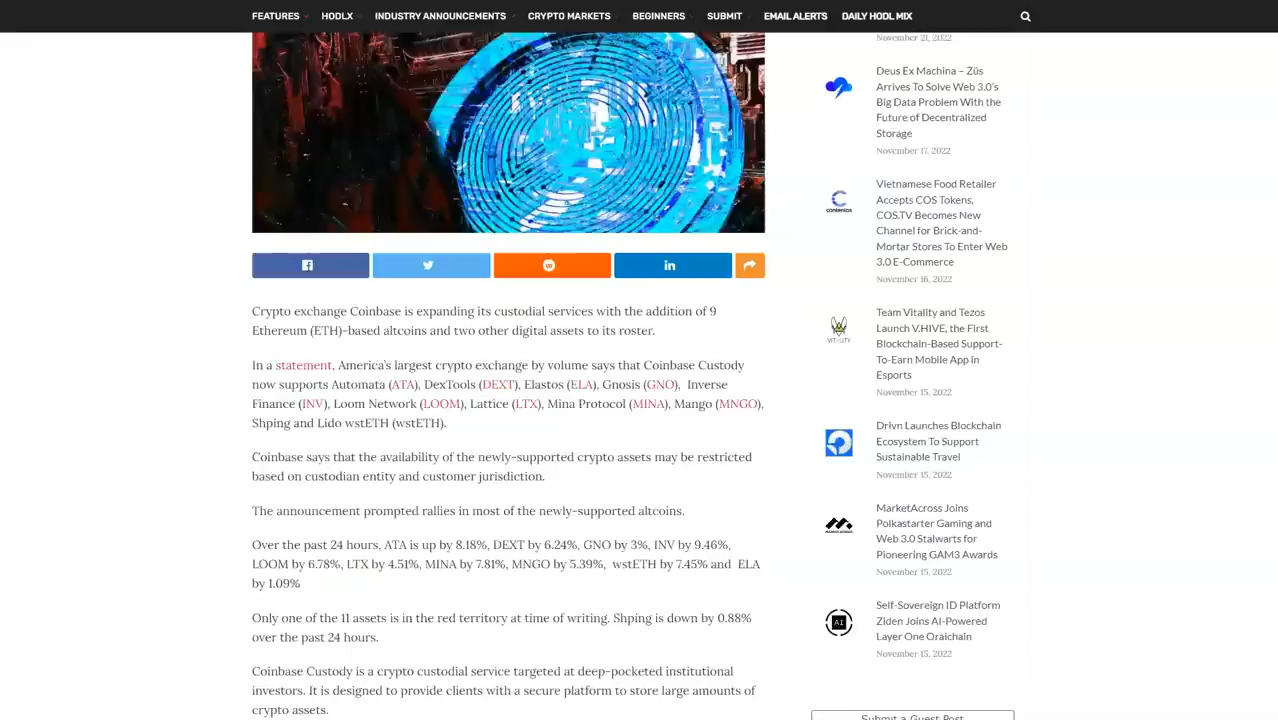 FEATURES HODLX INDUSTRY ANNOUNCEMENTS CRYPTO MARKETS BEGINNERS SUBMIT EMAIL ALERTS DAILY HODL MIX
Crypto exchange Coinbase is expanding its custodial services with the addition of 9
Ethereum (ETH)-based altcoins and two other digital assets to its roster.
In a statement, America's largest crypto exchange by volume says that Coinbase Custody
now supports Automata (ATA), DexTools (DEXT), Elastos (ELA), Gnosis (GNO), Inverse
Finance (INV), Loom Network (LOOM), Lattice (LTX), Mina Protocol (MINA), Mango (MNGO),
Shping and Lido wstETH (wstETH).
Coinbase says that the availability of the newly-supported crypto assets may be restricted
based on custodian entity and customer jurisdiction.
The announcement prompted rallies in most of the newly-supported altcoins.
Over the past 24 hours, ATA is up by 8.18%, DEXT by 6.24%, GNO by 3%, INV by 9.46%,
LOOM by 6.78%, LTX by 4.51%, MINA by 7.81%, MNGO by 5.39%, wstETH by 7.45% and ELA
by 1.09%
Only one of the 11 assets is in the red territory at time of writing. Shping is down by 0.88%
over the past 24 hours.
Coinbase Custody is a crypto custodial service targeted at deep-pocketed institutional
investors. It is designed to provide clients with a secure platform to store large amounts of
crypto assets.
November 21, 2022
Deus Ex Machina – Züs
Arrives To Solve Web 3.0's
Big Data Problem With the
Future of Decentralized
Storage
November 17, 2022
contentos
Vietnamese Food Retailer
Accepts COS Tokens,
COS.TV Becomes New
Channel for Brick-and-
Mortar Stores To Enter Web
3.0 E-Commerce
November 16, 2022
VITALITY
Team Vitality and Tezos
Launch V.HIVE, the First
Blockchain-Based Support-
To-Earn Mobile App in
Esports
November 15, 2022
Drivn Launches Blockchain
Ecosystem To Support
Sustainable Travel
November 15, 2022
MarketAcross Joins
Polkastarter Gaming and
Web 3.0 Stalwarts for
Pioneering GAM3 Awards
November 15, 2022
AI
Self-Sovereign ID Platform
Ziden Joins AI-Powered
Layer One Oraichain
November 15, 2022
Submit a Guest Post